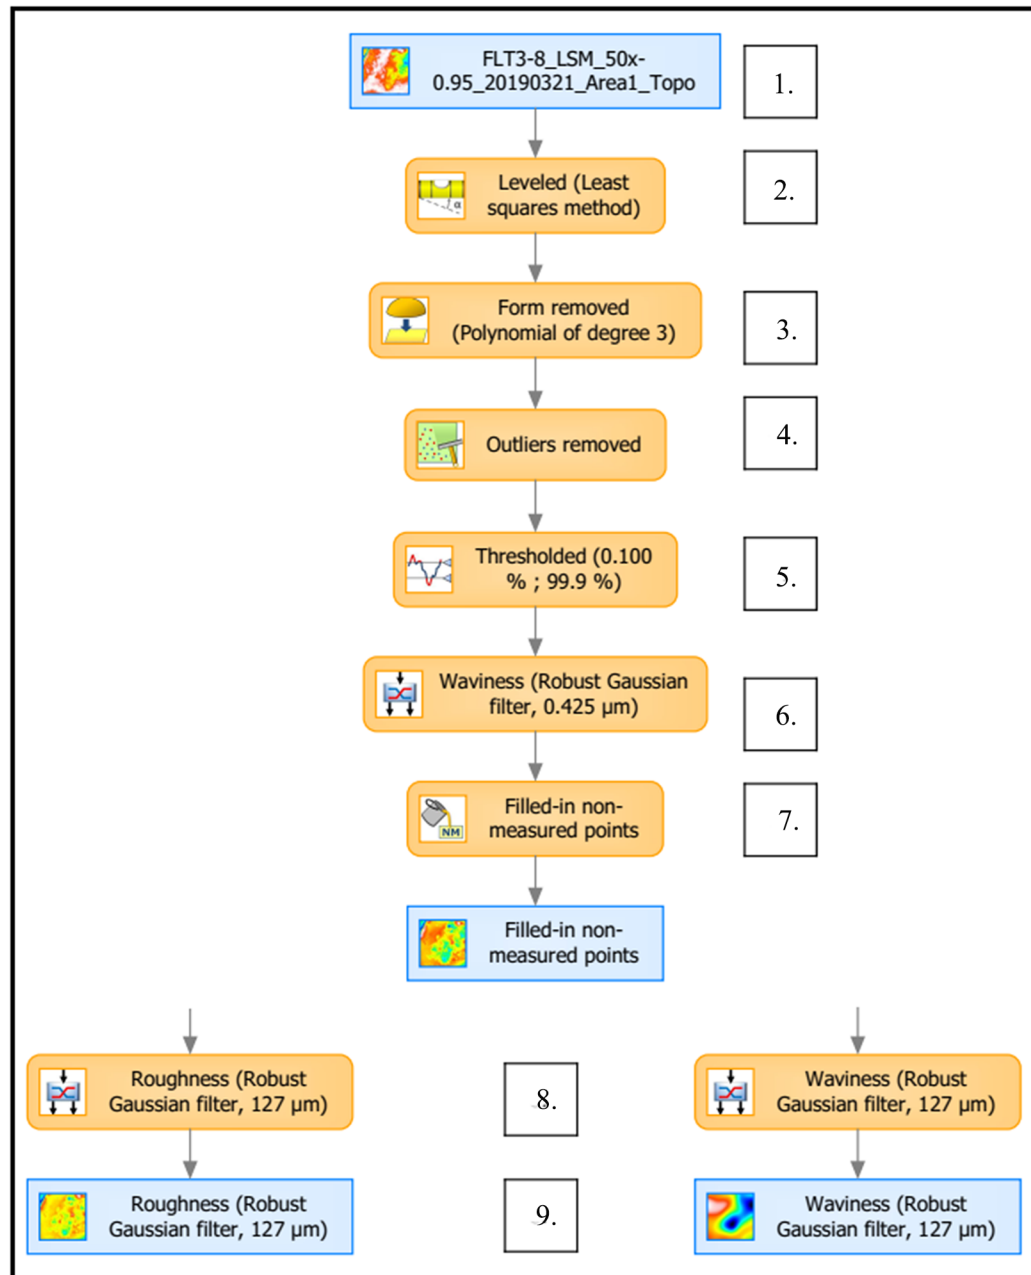 FLT3-8_LSM_50x-
0.95_20190321_Area1_Topo
1.
Leveled (Least
squares method)
2.
α
Form removed
(Polynomial of degree 3)
3.
Outliers removed
4.
Thresholded (0.100
% ; 99.9 %)
5.
Waviness (Robust Gaussian
filter, 0.425 µm)
6.
Filled-in non-
measured points
NM
7.
Filled-in non-
measured points
Roughness (Robust
Gaussian filter, 127 µm)
8.
Waviness (Robust
Gaussian filter, 127 µm)
Roughness (Robust
Gaussian filter, 127 µm)
9.
Waviness (Robust
Gaussian filter, 127 µm)